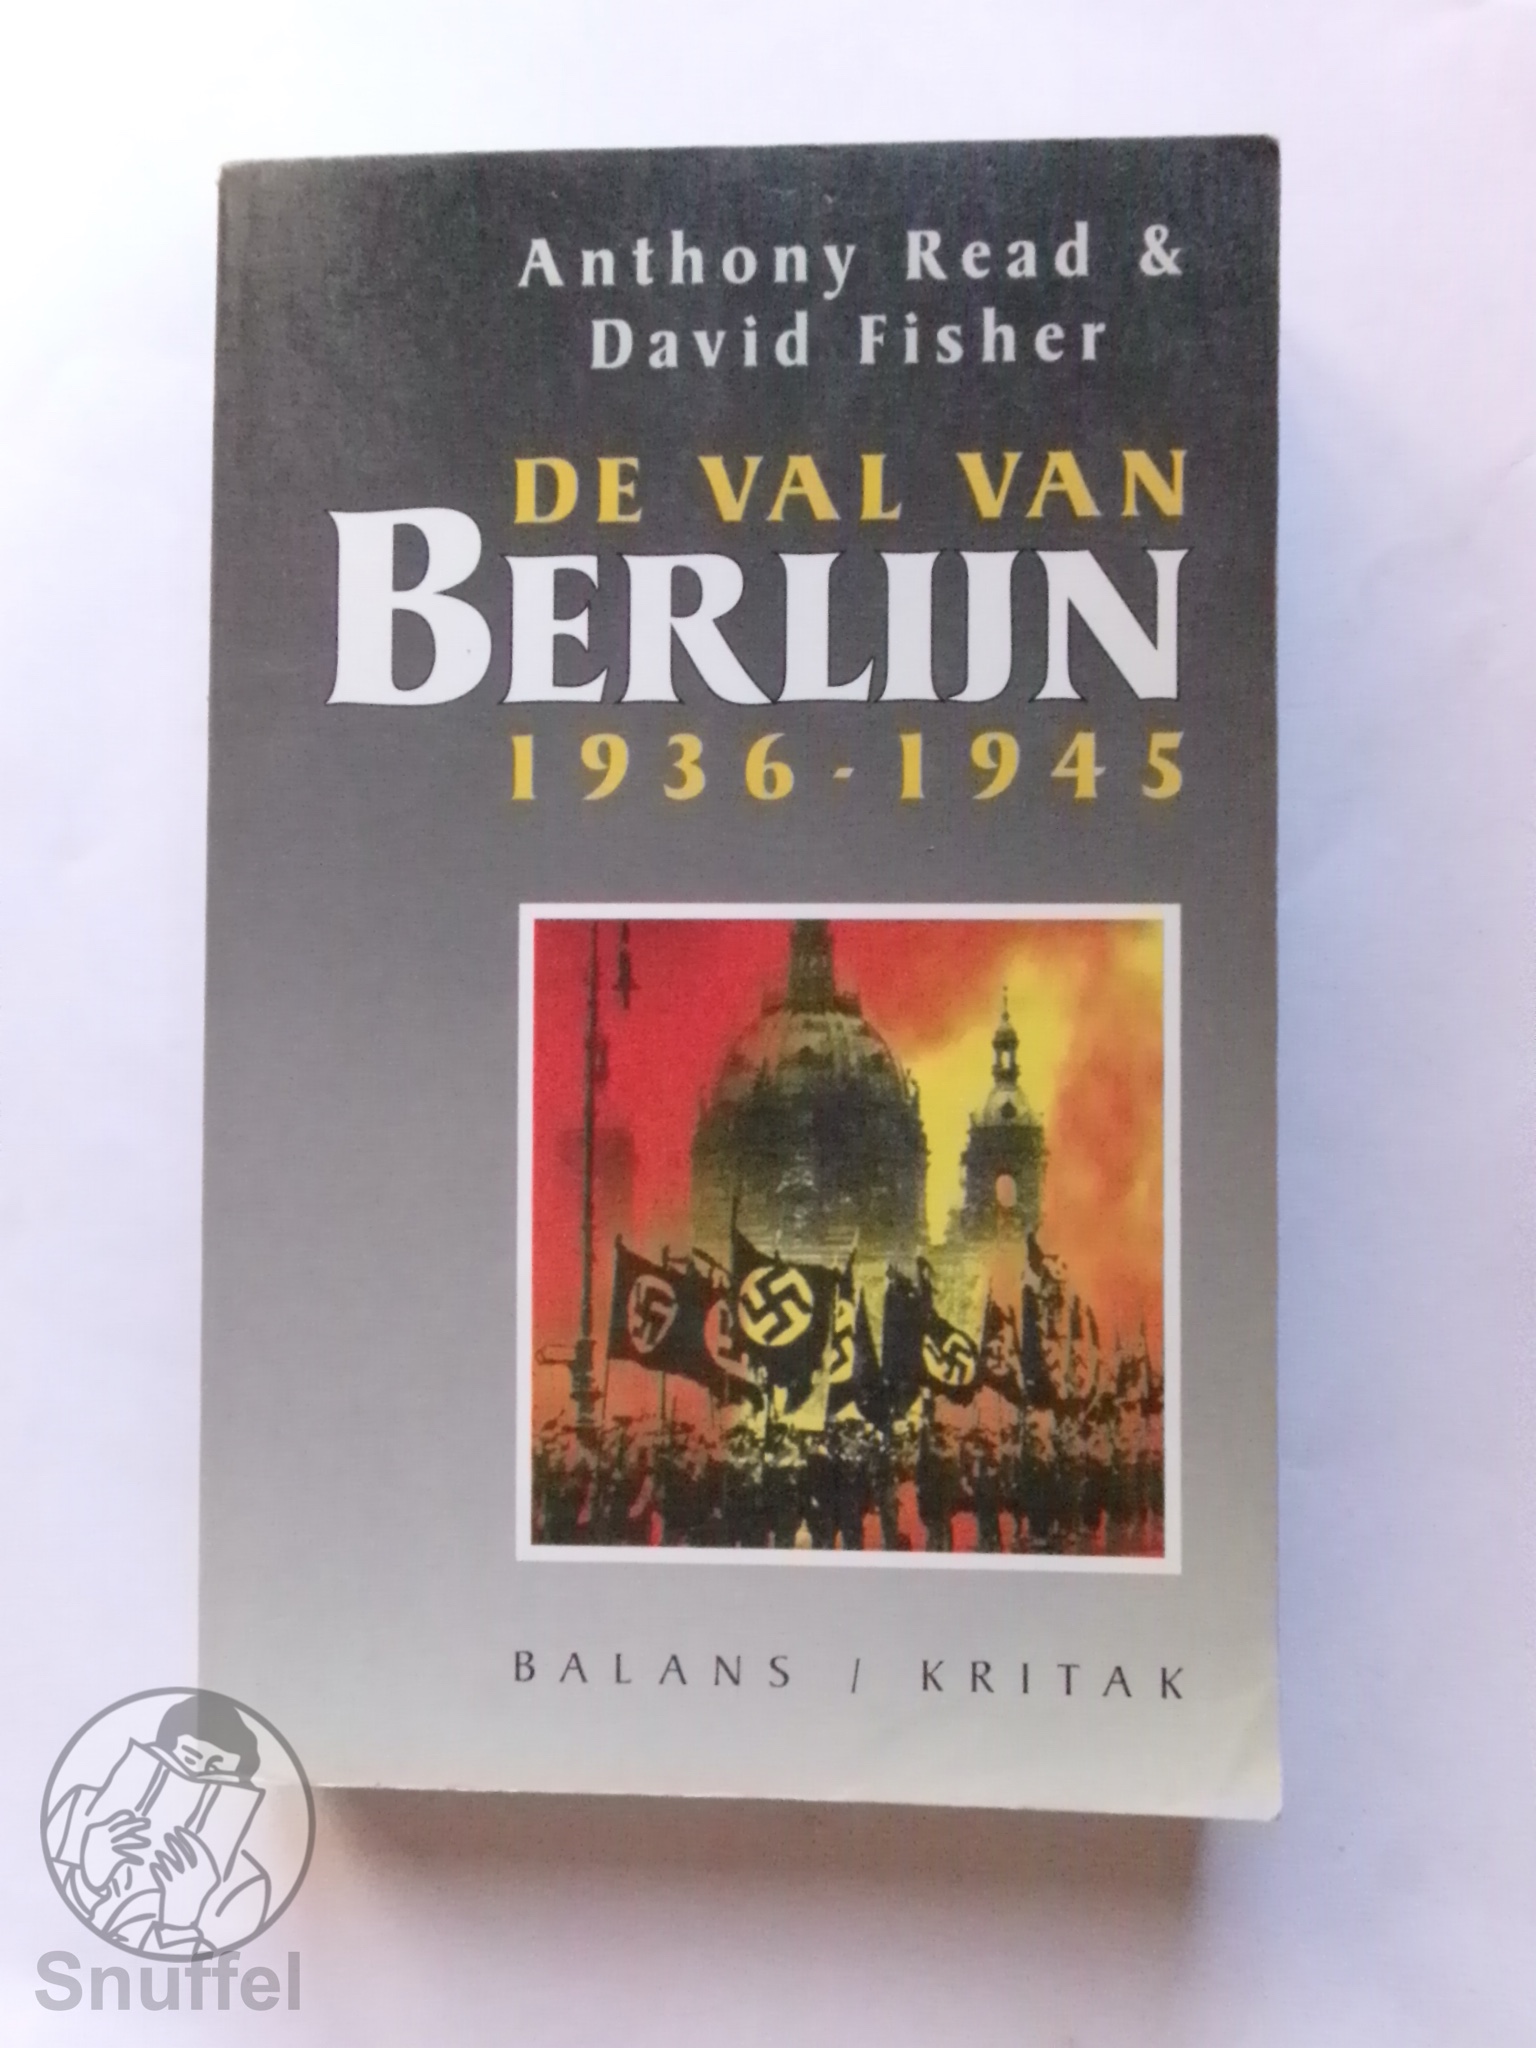 Anthony Read &
David Fisher
DE VAL VAN
BERLIJN
1936-1945
BALANS / KRITAK
Snuffel